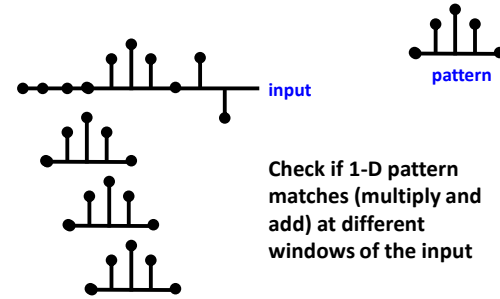 pattern
input
Check if 1-D pattern
matches (multiply and
add) at different
windows of the input